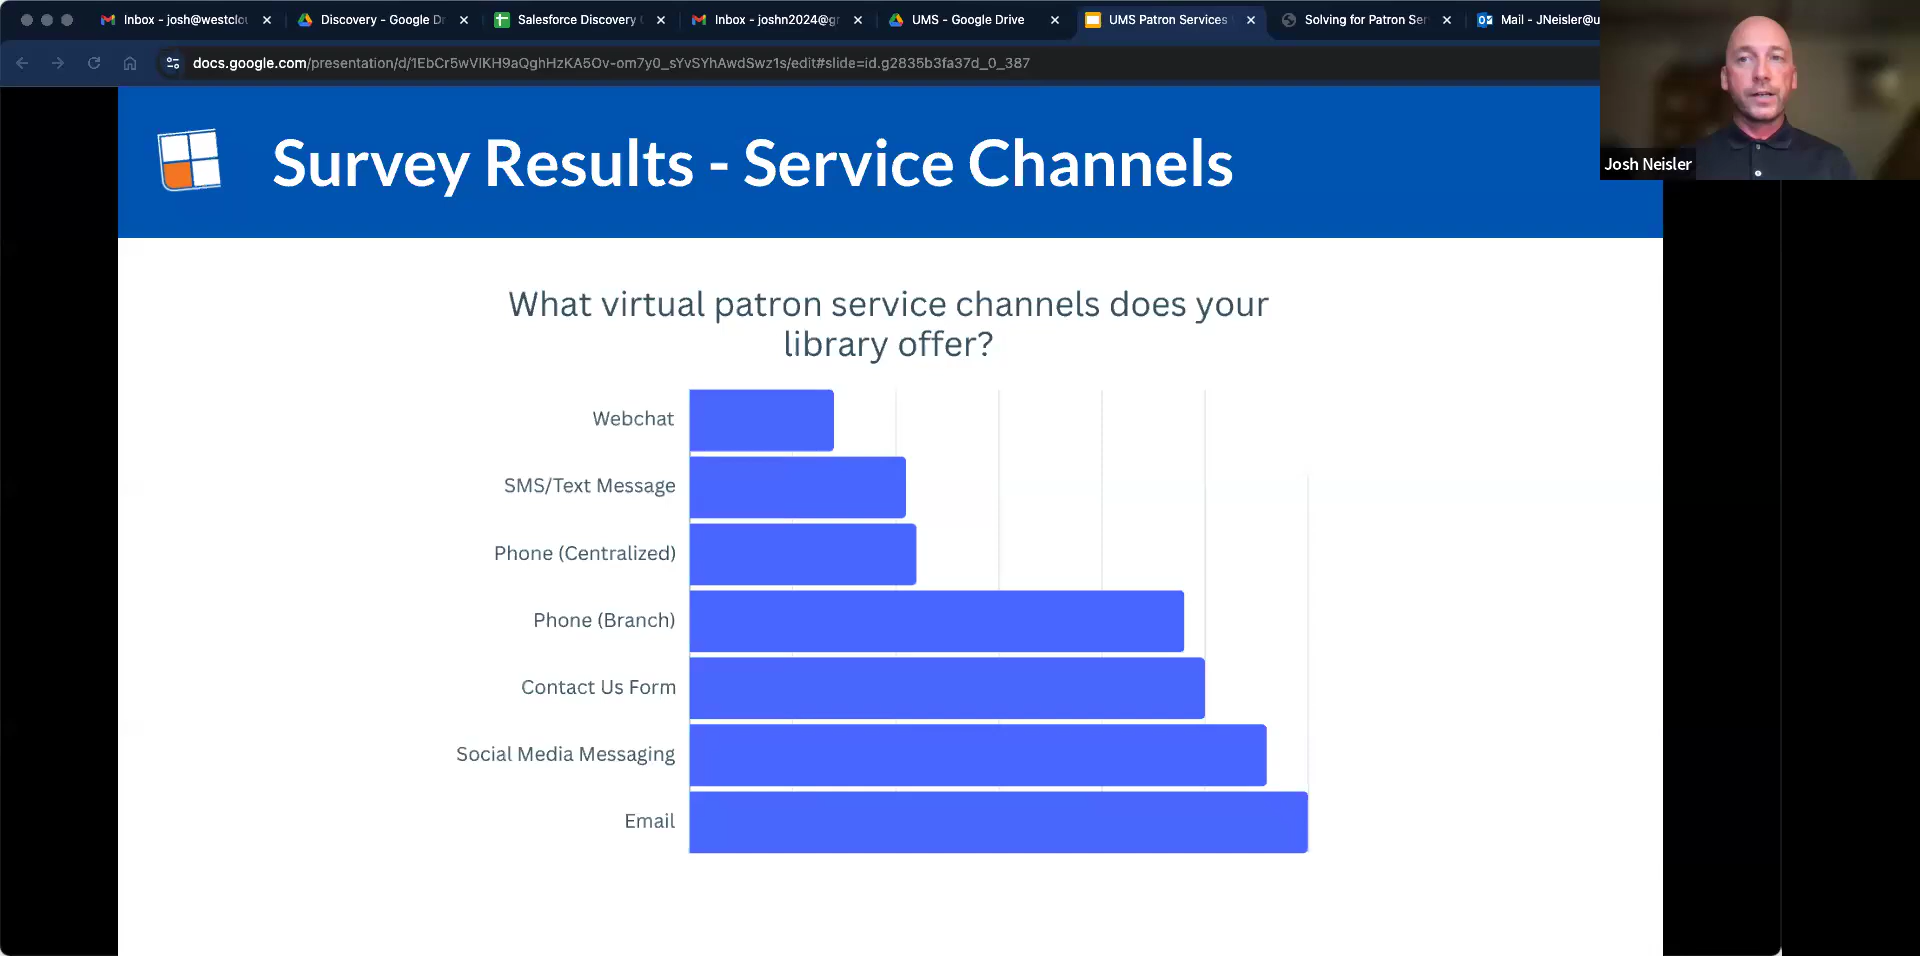 Inbox - josh@westclou
Discovery - Google Dr
Salesforce Discovery
Inbox - joshn2024@gr
UMS - Google Drive
UMS Patron Services
Solving for Patron Ser
Mail - JNeisler@u
docs.google.com/presentation/d/1EbCr5wVIKH9aQghHzKA5Ov-om7y0_sYvSYhAwdSwz1s/edit#slide=id.g2835b3fa37d_0_387
Josh Neisler
Survey Results - Service Channels
What virtual patron service channels does your
library offer?
Webchat
SMS/Text Message
Phone (Centralized)
Phone (Branch)
Contact Us Form
Social Media Messaging
Email